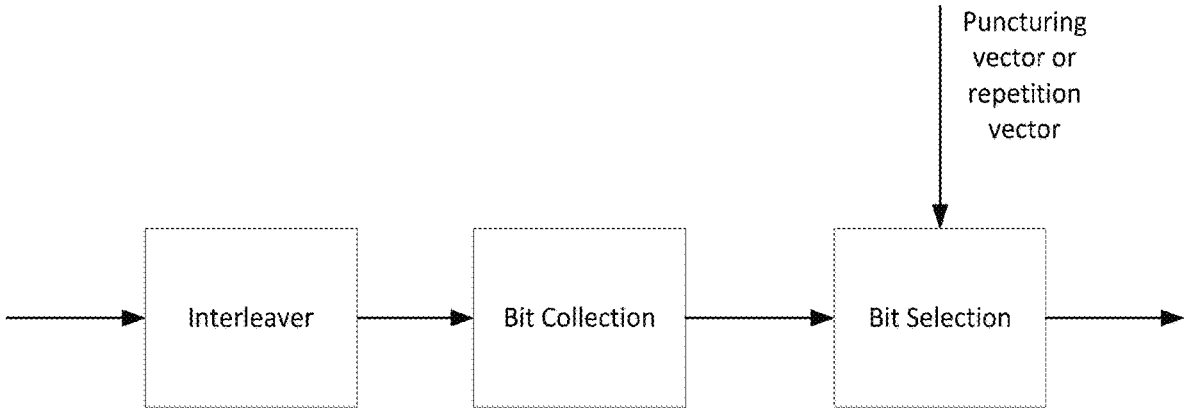 Puncturing
vector or
repetition
vector
Interleaver
Bit Collection
Bit Selection